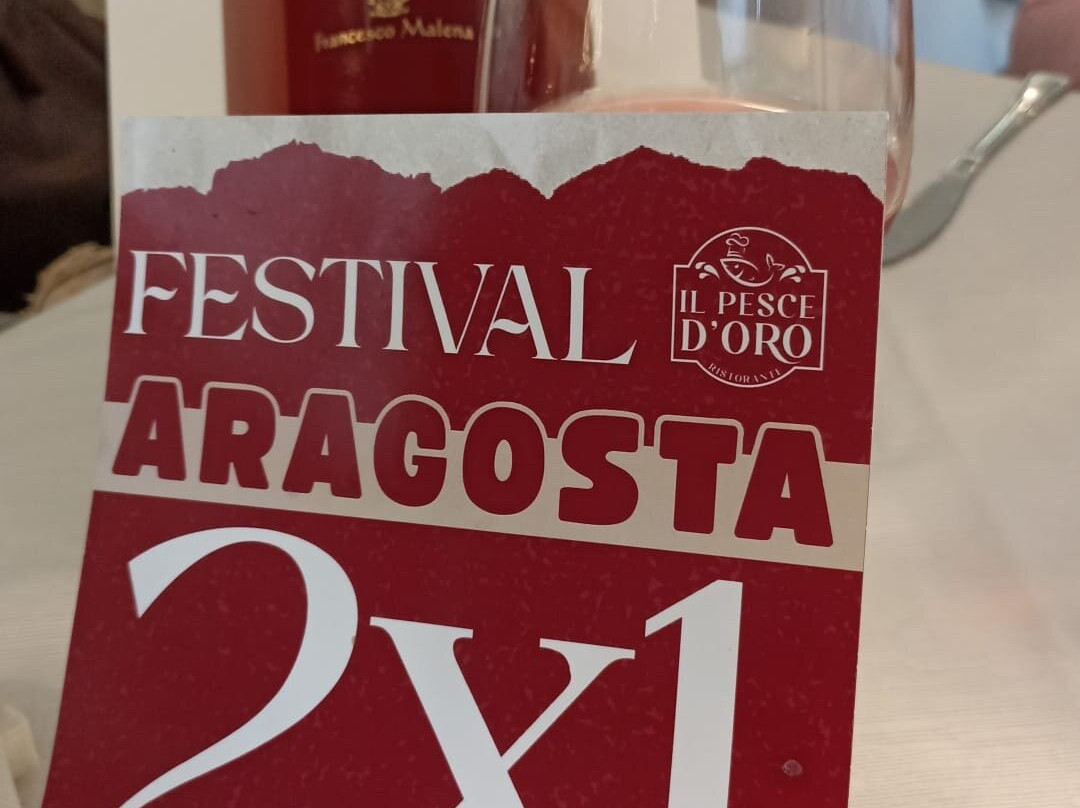 Francesco Malena
FESTIVAL
IL PESCE
D'ORO
RISTORANTE
ARAGOSTA
2x1